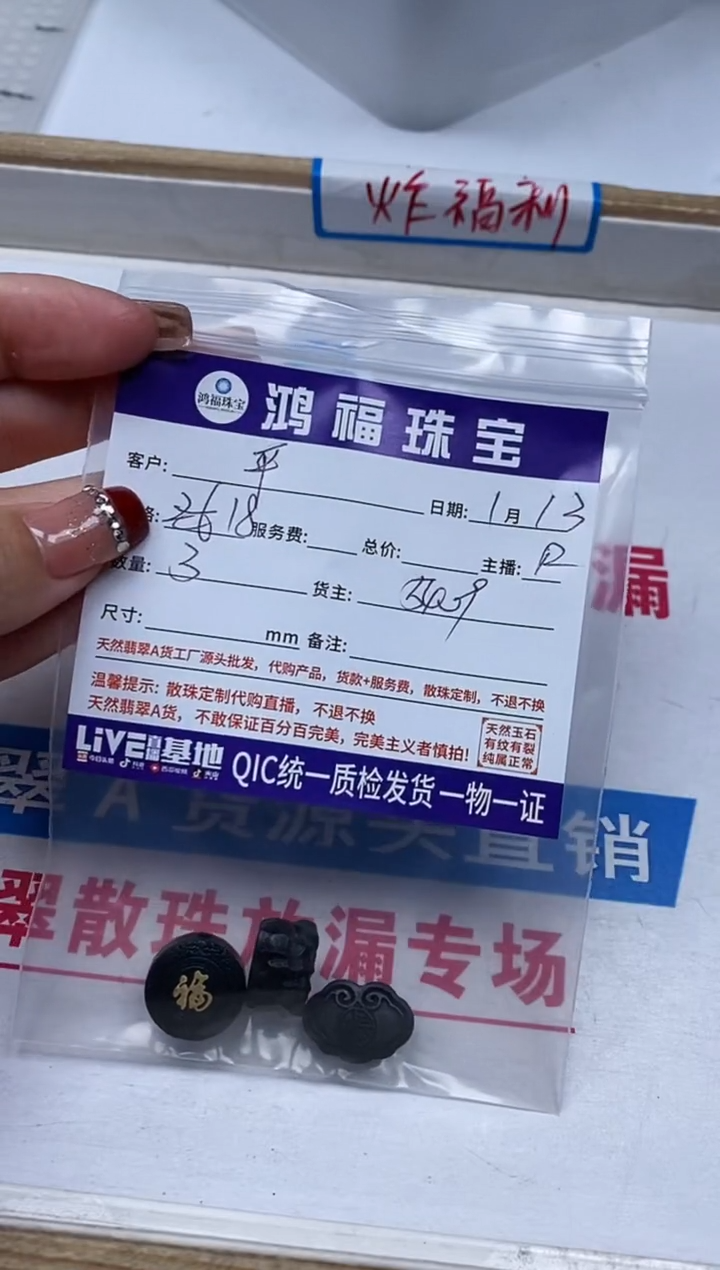 炸福利
鸿福珠宝
鸿福珠宝
客户: 平
日期: 1月13
格: 2618 服务费: 总价: 主播: R
数量: 3
货主:
尺寸: mm 备注:
天然翡翠A货工厂源头批发，代购产品，货款+服务费，散珠定制，不退不换
温馨提示: 散珠定制代购直播，不退不换
天然翡翠A货，不敢保证百分百完美，完美主义者慎拍!
天然玉石
有纹有裂
纯属正常
LiVE直播基地
QIC统一质检发货一物一证
漏
翠A货源头直销
翠散珠放漏专场
福